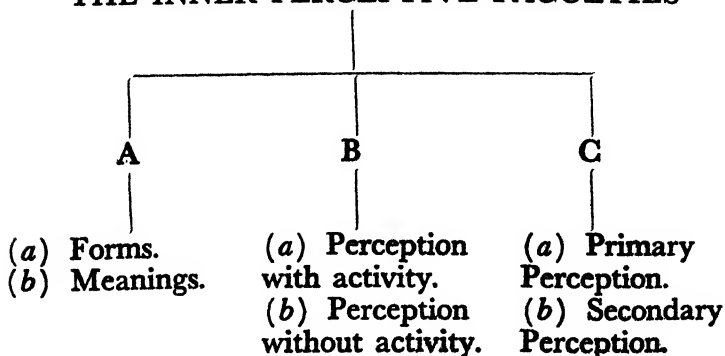 THE INNER PERCEPTIVE FACULTIES
A B C
(a) Forms.
(b) Meanings.
(a) Perception
with activity.
(b) Perception
without activity.
(a) Primary
Perception.
(b) Secondary
Perception.